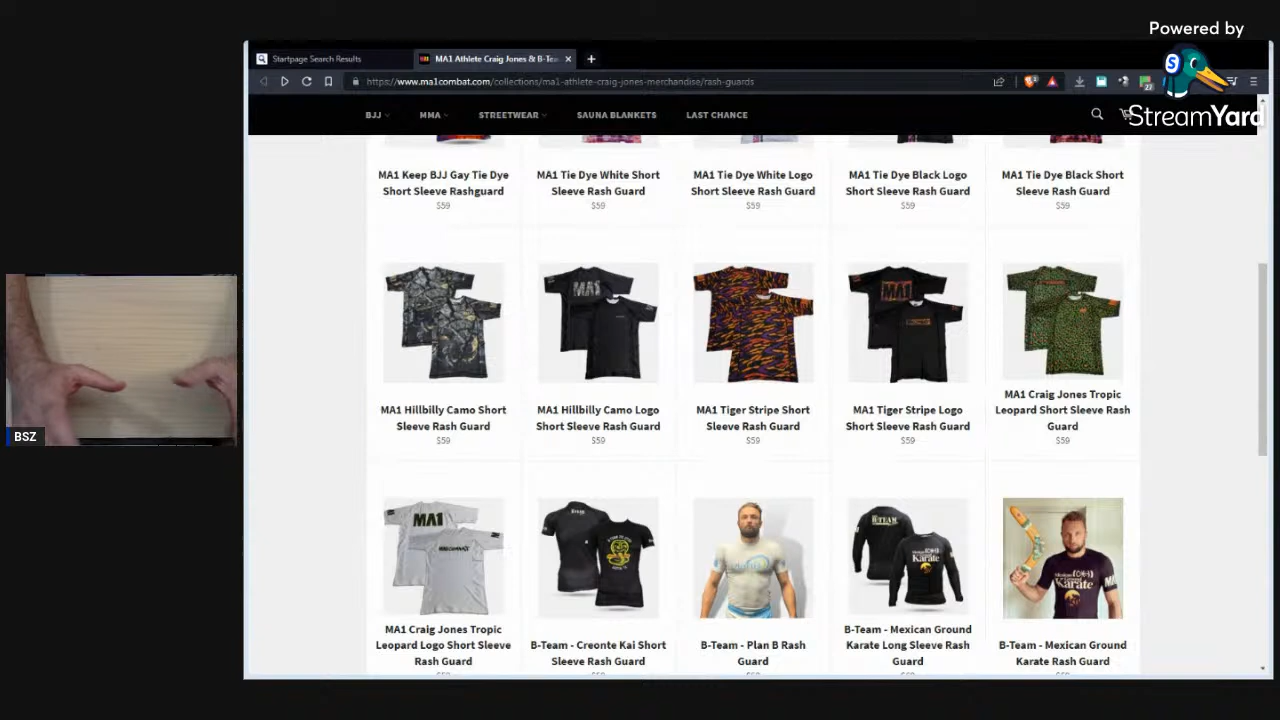 Powered by
StreamYard
Startpage Search Results
MA1 Athlete Craig Jones & B-Tea
https://www.ma1combat.com/collections/ma1-athlete-craig-jones-merchandise/rash-guards
BJJ
MMA
STREETWEAR
SAUNA BLANKETS
LAST CHANCE
MA1 Keep BJJ Gay Tie Dye
Short Sleeve Rashguard
$59
MA1 Tie Dye White Short
Sleeve Rash Guard
$59
MA1 Tie Dye White Logo
Short Sleeve Rash Guard
$59
MA1 Tie Dye Black Logo
Short Sleeve Rash Guard
$59
MA1 Tie Dye Black Short
Sleeve Rash Guard
$59
MA1
MA1
MA1 Hillbilly Camo Short
Sleeve Rash Guard
$59
MA1 Hillbilly Camo Logo
Short Sleeve Rash Guard
$59
MA1 Tiger Stripe Short
Sleeve Rash Guard
$59
MA1 Tiger Stripe Logo
Short Sleeve Rash Guard
$59
MA1 Craig Jones Tropic
Leopard Short Sleeve Rash
Guard
$59
BSZ
MA1
B-TEAM
Mexican
Karate
MA1 Craig Jones Tropic
Leopard Logo Short Sleeve
Rash Guard
B-Team - Creonte Kai Short
Sleeve Rash Guard
B-Team - Plan B Rash
Guard
B-Team - Mexican Ground
Karate Long Sleeve Rash
Guard
B-Team - Mexican Ground
Karate Rash Guard